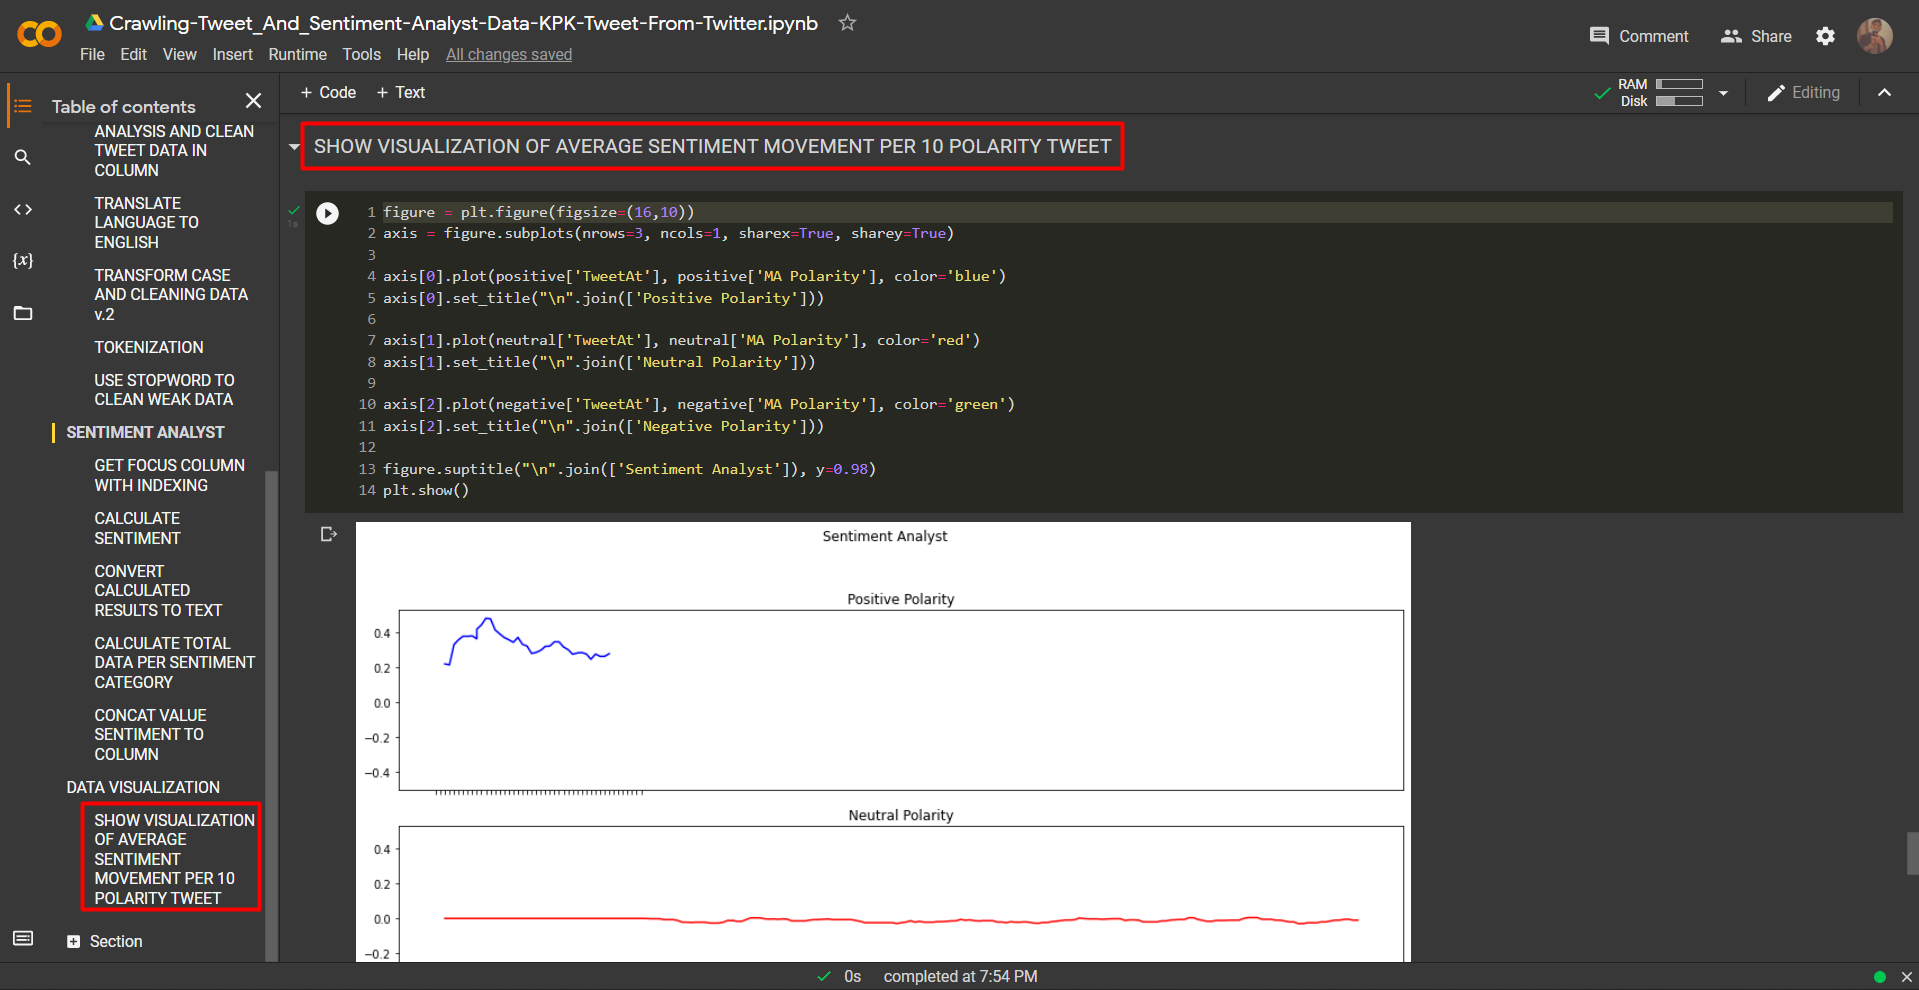 Crawling-Tweet_And_Sentiment-Analyst-Data-KPK-Tweet-From-Twitter.ipynb
File Edit View Insert Runtime Tools Help All changes saved
Comment
Share
Table of contents
ANALYSIS AND CLEAN
TWEET DATA IN
COLUMN
TRANSLATE
LANGUAGE TO
ENGLISH
TRANSFORM CASE
AND CLEANING DATA
v.2
TOKENIZATION
USE STOPWORD TO
CLEAN WEAK DATA
SENTIMENT ANALYST
GET FOCUS COLUMN
WITH INDEXING
CALCULATE
SENTIMENT
CONVERT
CALCULATED
RESULTS TO TEXT
CALCULATE TOTAL
DATA PER SENTIMENT
CATEGORY
CONCAT VALUE
SENTIMENT TO
COLUMN
DATA VISUALIZATION
SHOW VISUALIZATION
OF AVERAGE
SENTIMENT
MOVEMENT PER 10
POLARITY TWEET
Section
+ Code + Text
RAM
Disk
Editing
SHOW VISUALIZATION OF AVERAGE SENTIMENT MOVEMENT PER 10 POLARITY TWEET
1s
1 figure = plt.figure(figsize=(16,10))
2 axis = figure.subplots(nrows=3, ncols=1, sharex=True, sharey=True)
3
4 axis[0].plot(positive['TweetAt'], positive['MA Polarity'], color='blue')
5 axis[0].set_title("\n".join(['Positive Polarity']))
6
7 axis[1].plot(neutral['TweetAt'], neutral['MA Polarity'], color='red')
8 axis[1].set_title("\n".join(['Neutral Polarity']))
9
10 axis[2].plot(negative['TweetAt'], negative['MA Polarity'], color='green')
11 axis[2].set_title("\n".join(['Negative Polarity']))
12
13 figure.suptitle("\n".join(['Sentiment Analyst']), y=0.98)
14 plt.show()
Sentiment Analyst
Positive Polarity
0.4
0.2
0.0
−0.2
−0.4
Neutral Polarity
0.4
0.2
0.0
−0.2
0s completed at 7:54 PM
{x}